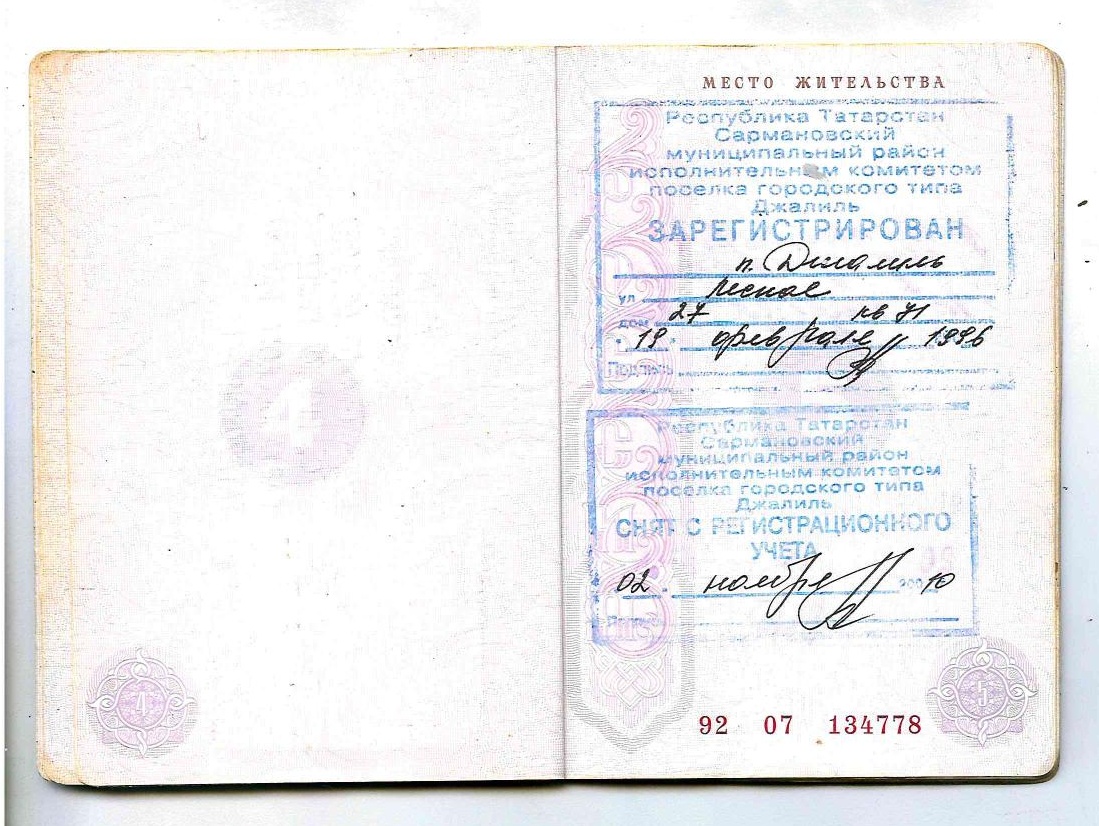 МЕСТО ЖИТЕЛЬСТВА
Республика Татарстан
Сармановский
муниципальный район
исполнительным комитетом
поселка городского типа
Джалиль
ЗАРЕГИСТРИРОВАН
п. Джалиль
ул. Лесная
дом 27 кв 71
19 февраля 1996
Подпись
Республика Татарстан
Сармановский
муниципальный район
исполнительным комитетом
поселка городского типа
Джалиль
СНЯТ С РЕГИСТРАЦИОННОГО
УЧЕТА
02 ноября 2010
Подпись
4
4
5
92 07 134778